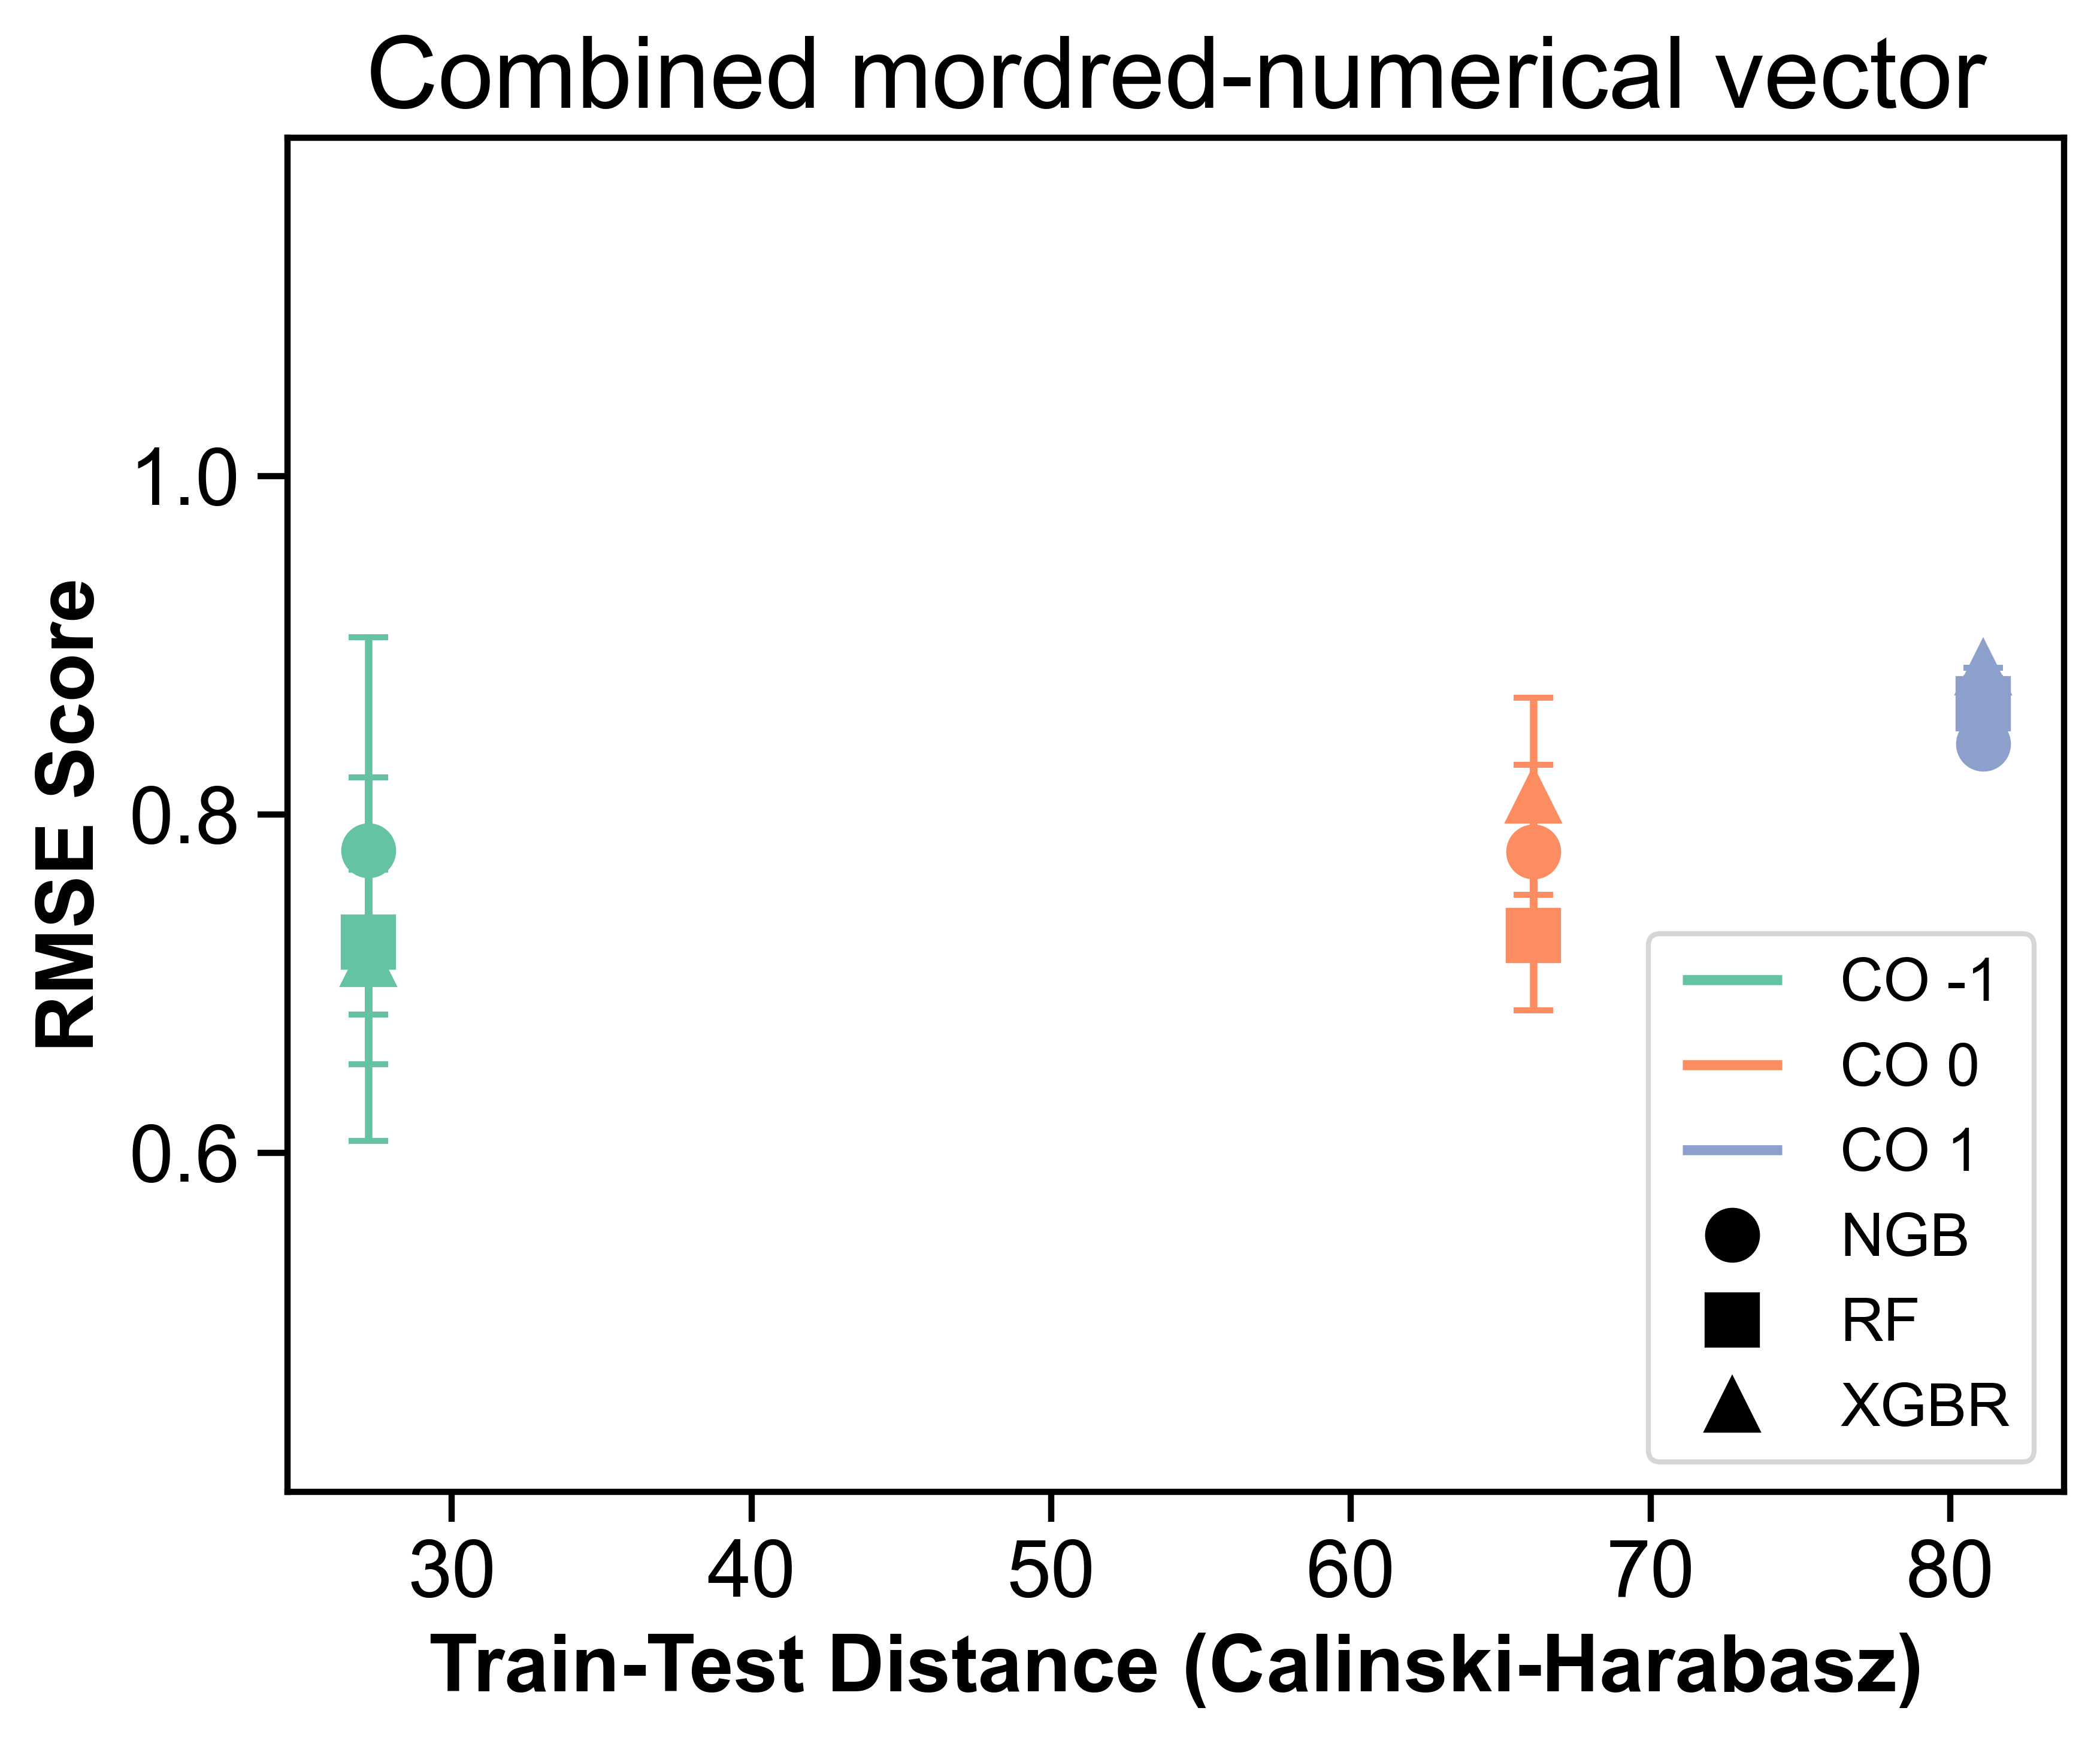 Combined mordred-numerical vector
RMSE Score
1.0
0.8
0.6
CO -1
CO 0
CO 1
NGB
RF
XGBR
30 40 50 60 70 80
Train-Test Distance (Calinski-Harabasz)